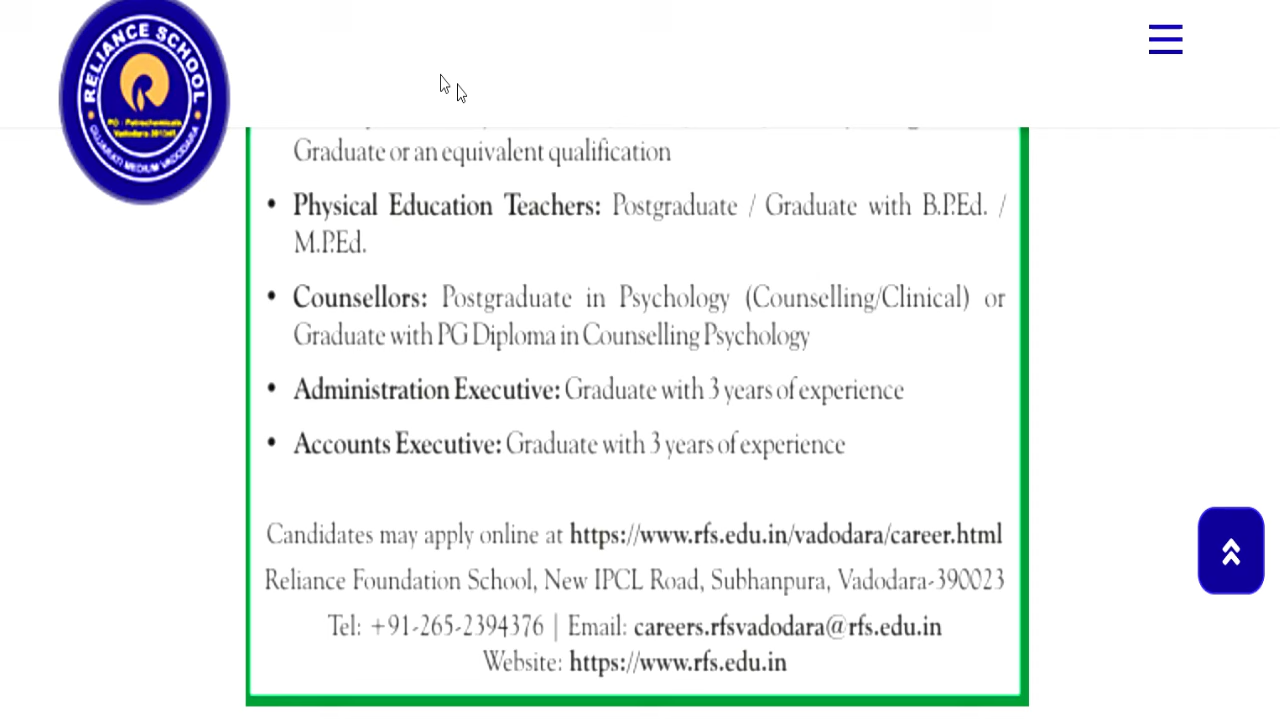 RELIANCE SCHOOL
GUJARATI MEDIUM VADODARA
Graduate or an equivalent qualification
• Physical Education Teachers: Postgraduate / Graduate with B.P.Ed. /
M.P.Ed.
• Counsellors: Postgraduate in Psychology (Counselling/Clinical) or
Graduate with PG Diploma in Counselling Psychology
• Administration Executive: Graduate with 3 years of experience
• Accounts Executive: Graduate with 3 years of experience
Candidates may apply online at https://www.rfs.edu.in/vadodara/career.html
Reliance Foundation School, New IPCL Road, Subhanpura, Vadodara-390023
Tel: +91-265-2394376 | Email: careers.rfsvadodara@rfs.edu.in
Website: https://www.rfs.edu.in